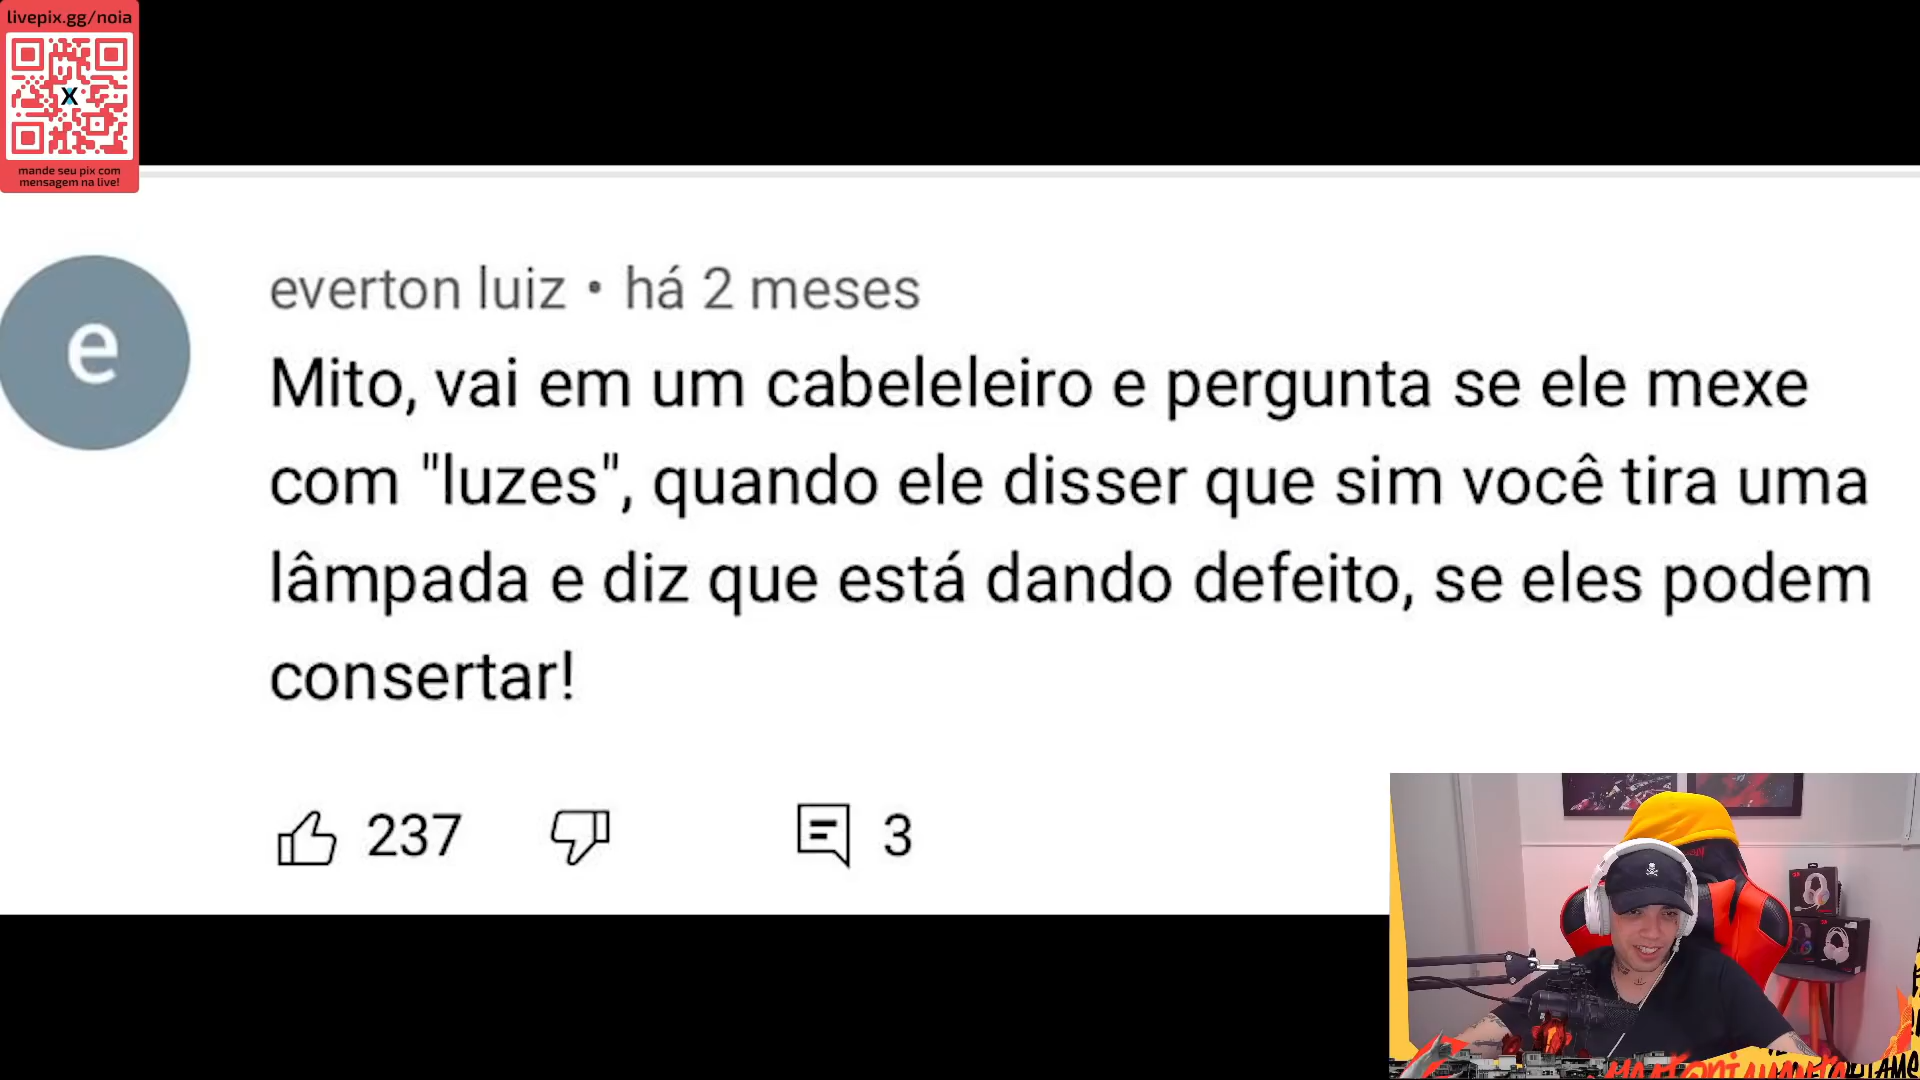 livepix.gg/noia
X
mande seu pix com
mensagem na live!
everton luiz • há 2 meses
e
Mito, vai em um cabeleleiro e pergunta se ele mexe
com "luzes", quando ele disser que sim você tira uma
lâmpada e diz que está dando defeito, se eles podem
consertar!
237
3